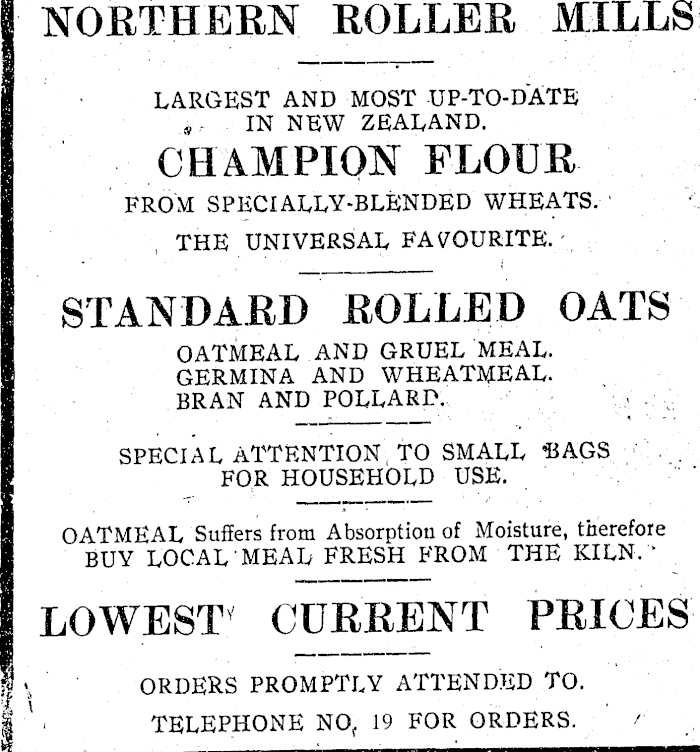 NORTHERN ROLLER MILLS
LARGEST AND MOST UP-TO-DATE
IN NEW ZEALAND.
CHAMPION FLOUR
FROM SPECIALLY-BLENDED WHEATS.
THE UNIVERSAL FAVOURITE.
STANDARD ROLLED OATS
OATMEAL AND GRUEL MEAL.
GERMINA AND WHEATMEAL.
BRAN AND POLLARD.
SPECIAL ATTENTION TO SMALL BAGS
FOR HOUSEHOLD USE.
OATMEAL Suffers from Absorption of Moisture, therefore
BUY LOCAL MEAL FRESH FROM THE KILN.
LOWEST CURRENT PRICES
ORDERS PROMPTLY ATTENDED TO.
TELEPHONE NO. 19 FOR ORDERS.